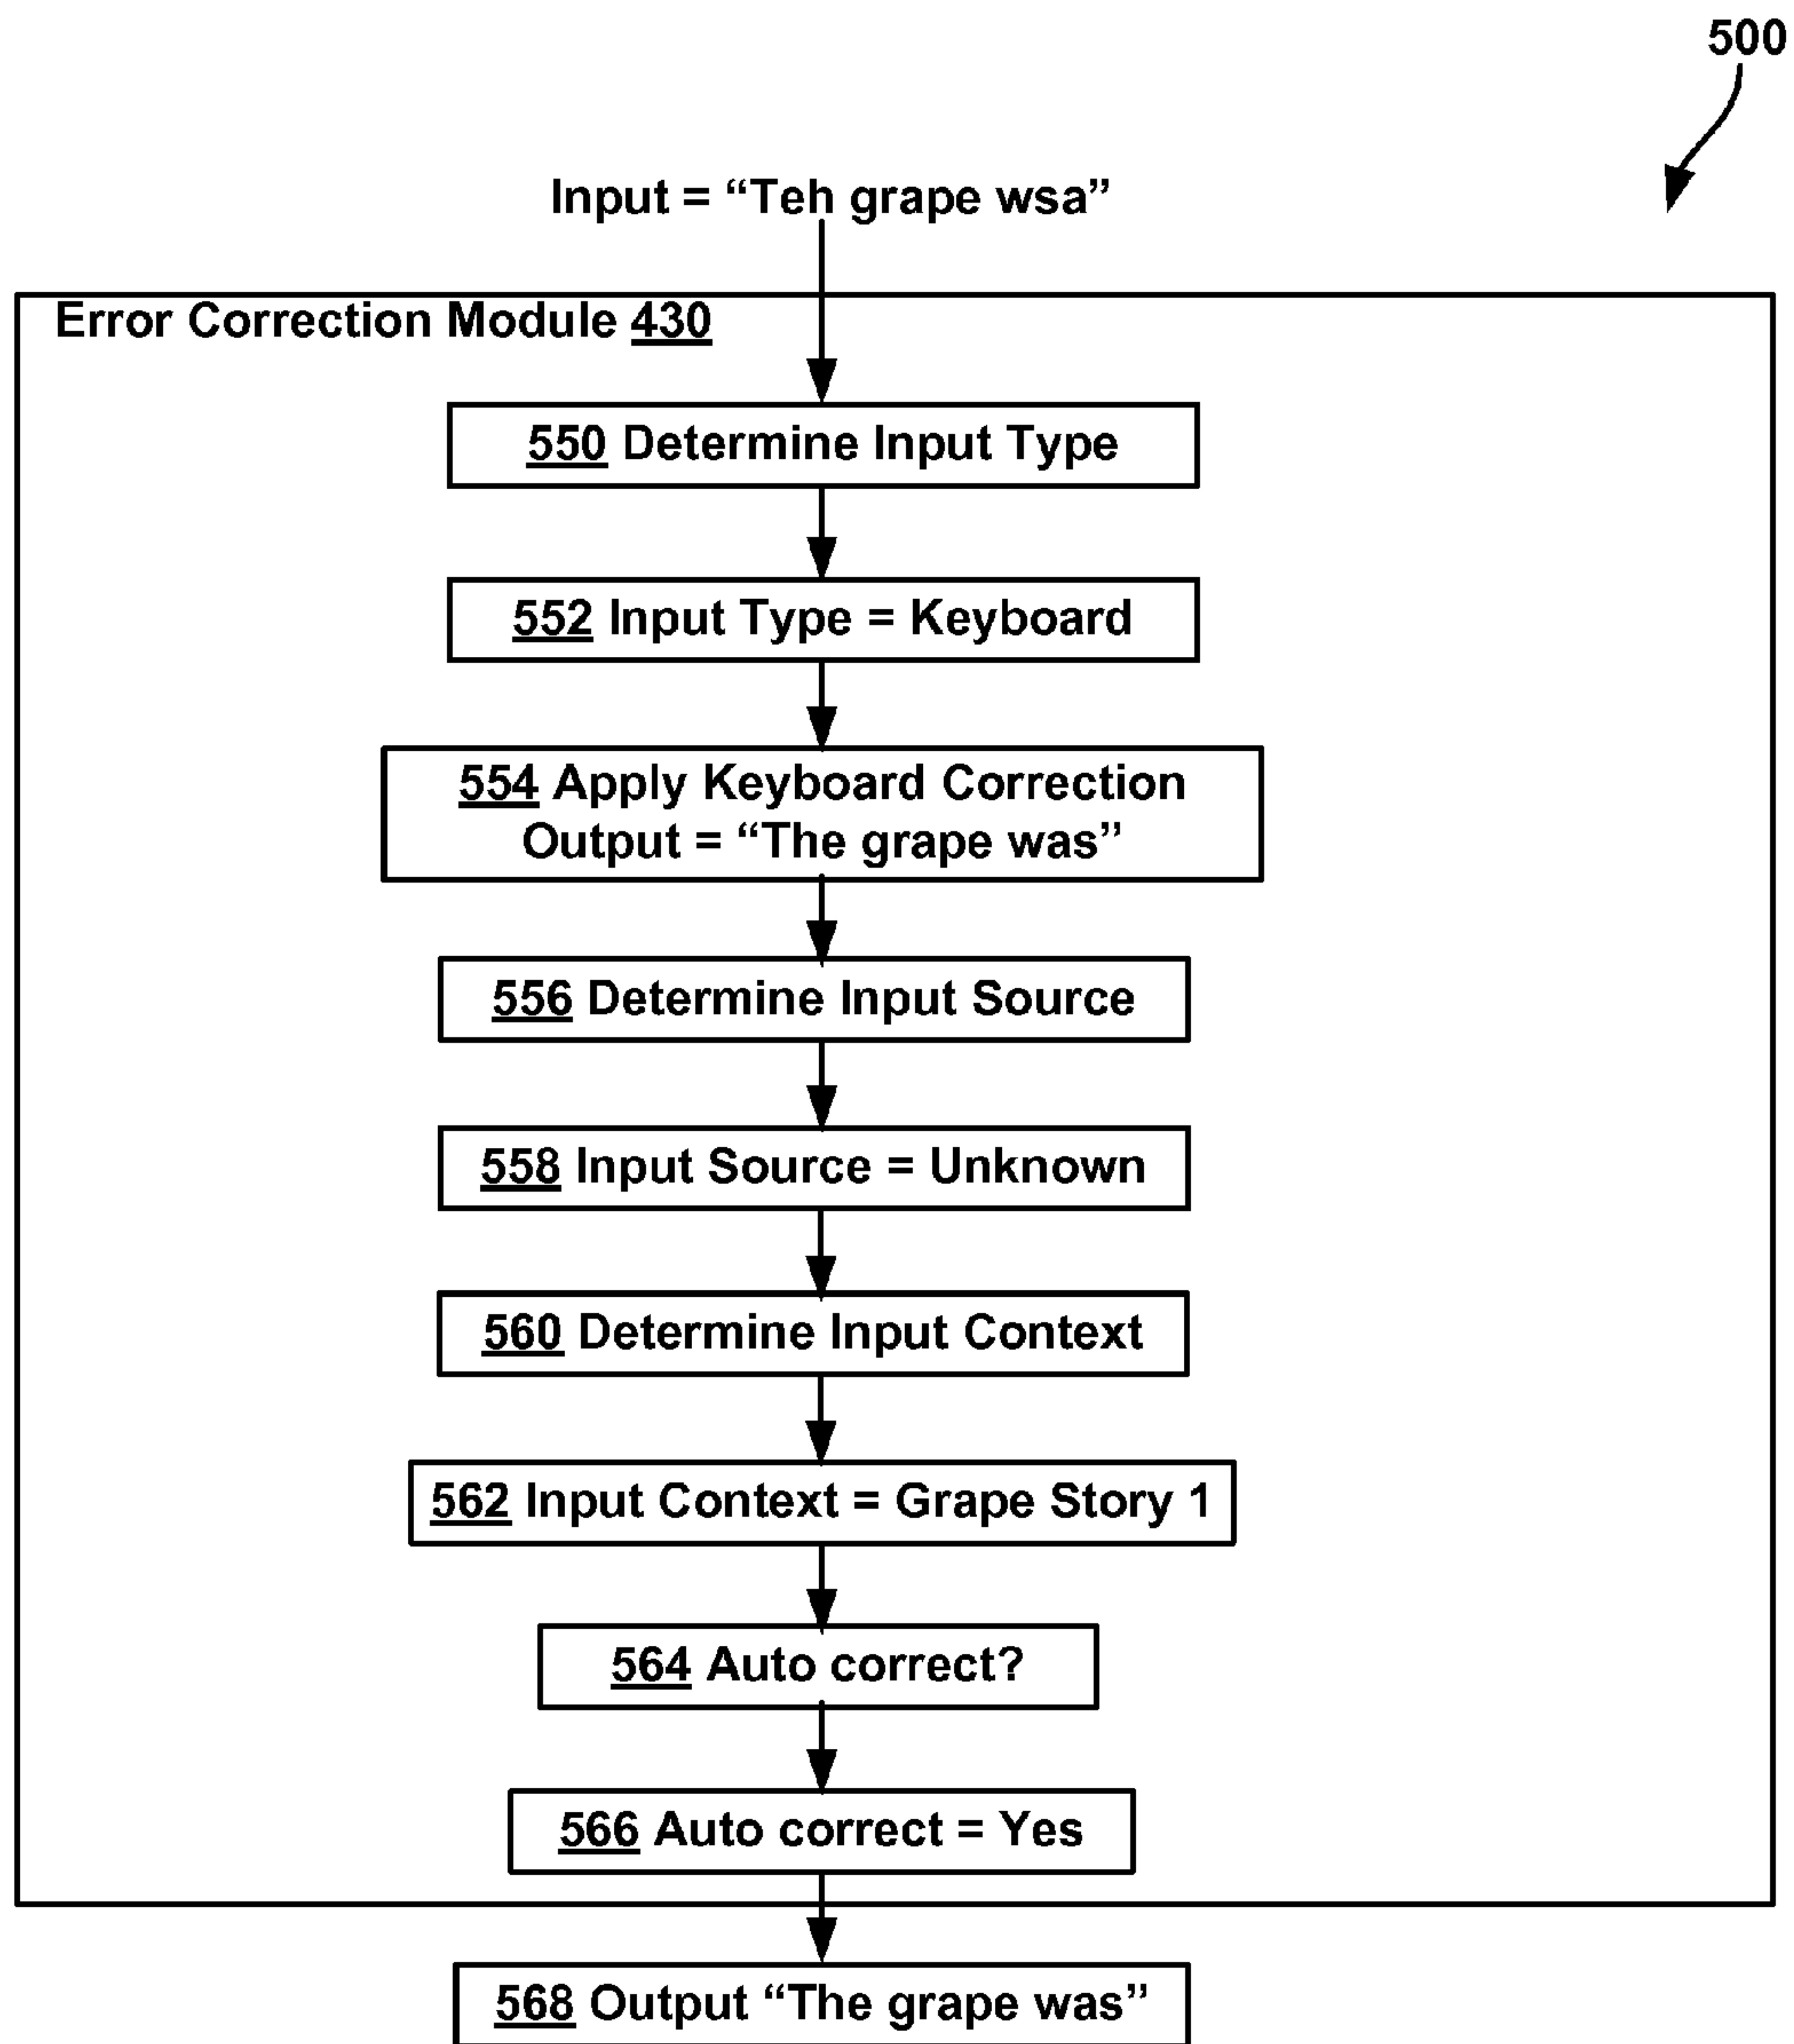 500
Input = “Teh grape wsa”
Error Correction Module 430
550 Determine Input Type
552 Input Type = Keyboard
554 Apply Keyboard Correction
Output = “The grape was”
556 Determine Input Source
558 Input Source = Unknown
560 Determine Input Context
562 Input Context = Grape Story 1
564 Auto correct?
566 Auto correct = Yes
568 Output “The grape was”